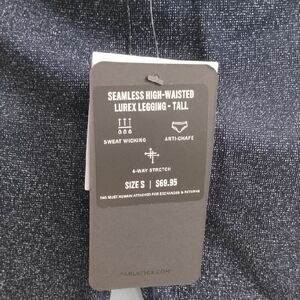 SEAMLESS HIGH-WAISTED
LUREX LEGGING - TALL
SWEAT WICKING
ANTI-CHAFE
4-WAY STRETCH
SIZE S | $69.95
TAG MUST REMAIN ATTACHED FOR EXCHANGES & RETURNS
FABLETICS.COM